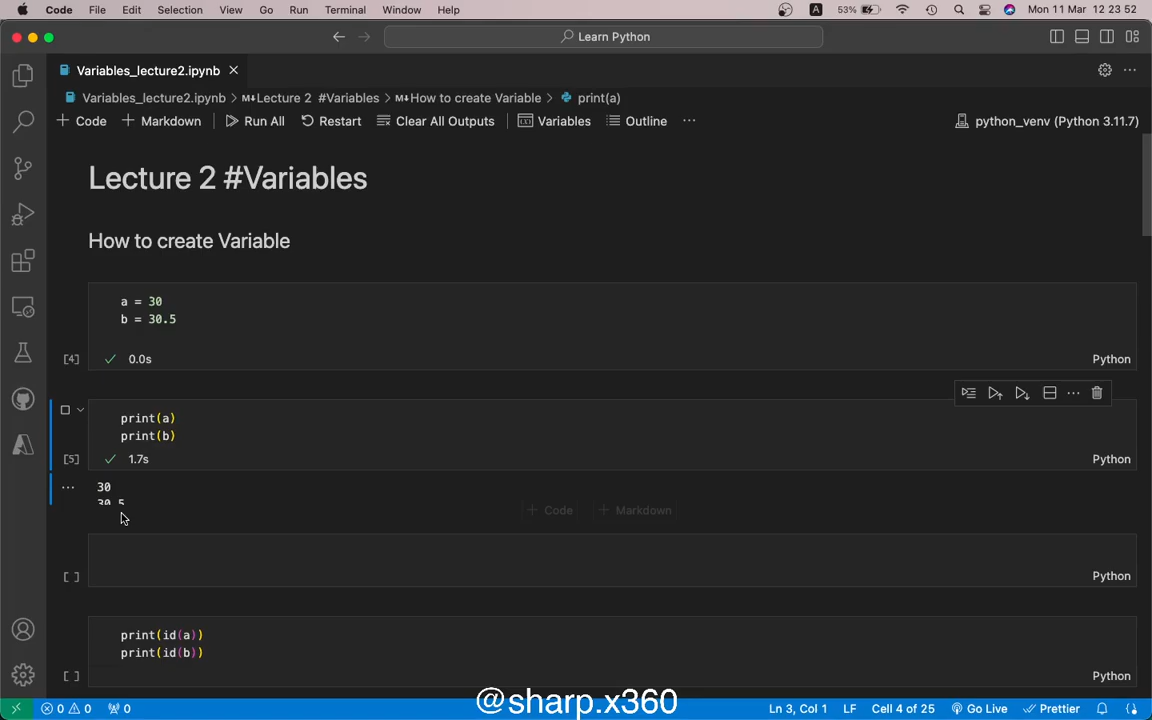 Code File Edit Selection View Go Run Terminal Window Help A 53% Mon 11 Mar 12 23 52
Learn Python
Variables_lecture2.ipynb
Variables_lecture2.ipynb > M↓Lecture 2 #Variables > M↓How to create Variable > print(a)
+ Code + Markdown Run All Restart Clear All Outputs Variables Outline ... python_venv (Python 3.11.7)
Lecture 2 #Variables
How to create Variable
a = 30
b = 30.5
[4] 0.0s Python
print(a)
print(b)
[5] 1.7s Python
30
30.5
+ Code + Markdown
[ ] Python
print(id(a))
print(id(b))
[ ] Python
@sharp.x360
0 0 0 Ln 3, Col 1 LF Cell 4 of 25 Go Live Prettier